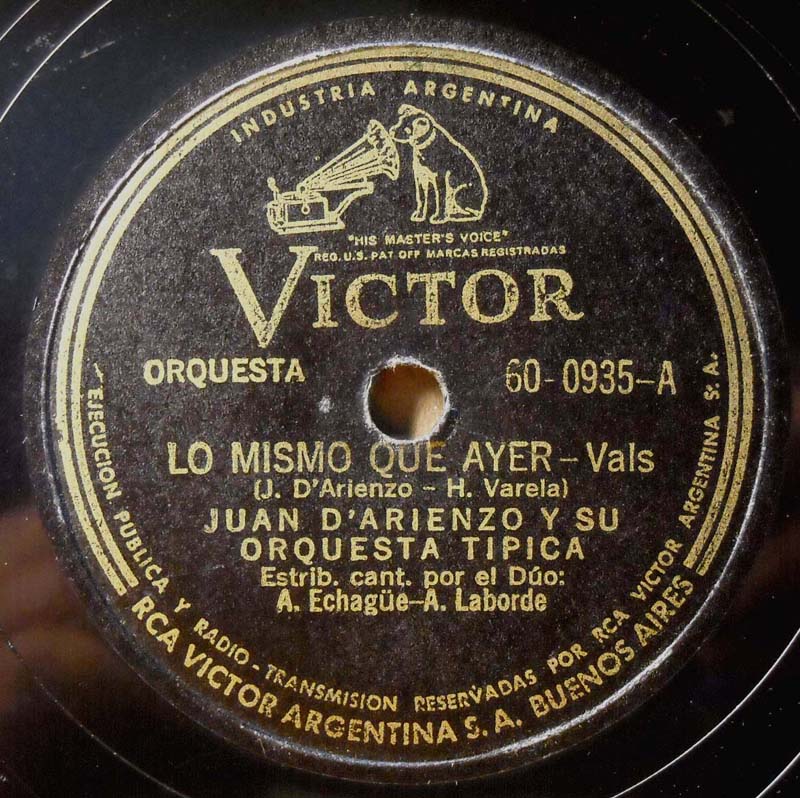 INDUSTRIA ARGENTINA
"HIS MASTER'S VOICE"
REG. U.S. PAT OFF MARCAS REGISTRADAS
VICTOR
ORQUESTA 60-0935-A
LO MISMO QUE AYER – Vals
(J. D'Arienzo – H. Varela)
JUAN D'ARIENZO Y SU
ORQUESTA TIPICA
Estrib. cant. por el Dúo:
A. Echagüe–A. Laborde
EJECUCION PUBLICA Y RADIO-TRANSMISION RESERVADAS POR RCA VICTOR ARGENTINA S. A.
RCA VICTOR ARGENTINA S. A. BUENOS AIRES